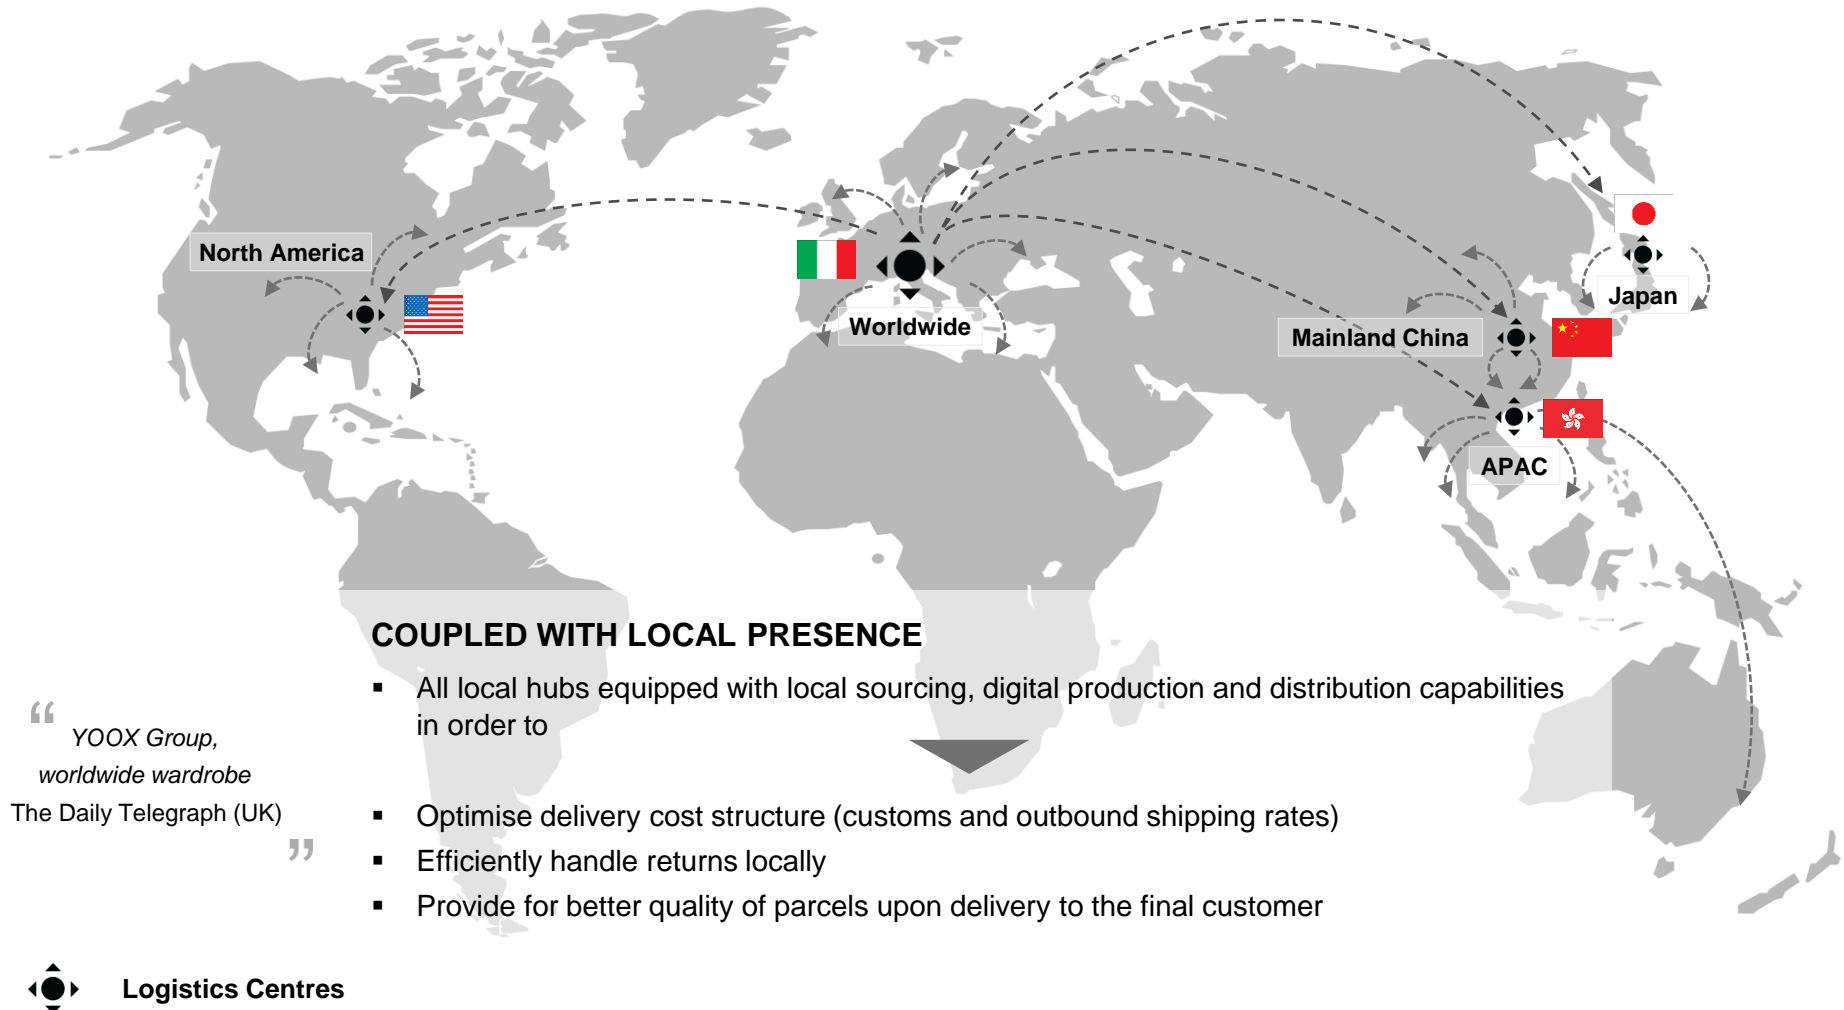 North America
Worldwide
Japan
Mainland China
APAC
COUPLED WITH LOCAL PRESENCE
▪ All local hubs equipped with local sourcing, digital production and distribution capabilities
in order to
“
YOOX Group,
worldwide wardrobe
The Daily Telegraph (UK)
”
▪ Optimise delivery cost structure (customs and outbound shipping rates)
▪ Efficiently handle returns locally
▪ Provide for better quality of parcels upon delivery to the final customer
Logistics Centres